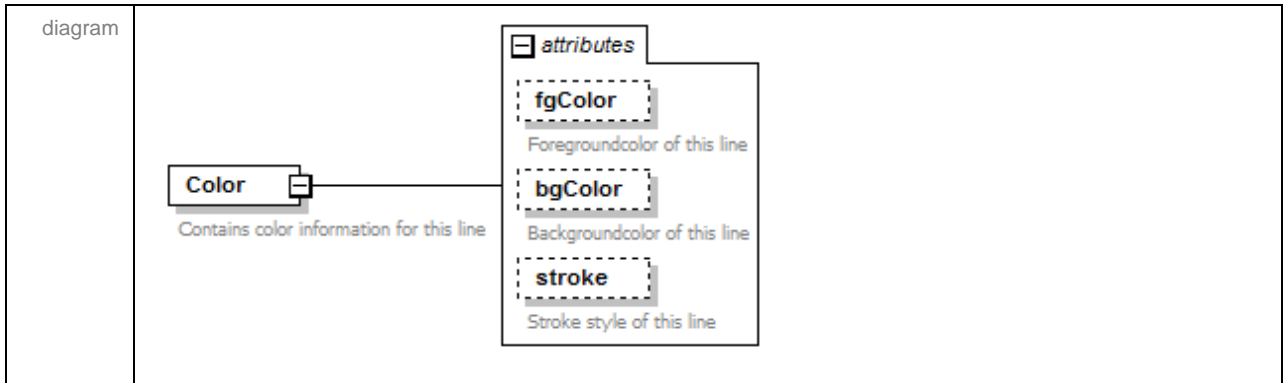 diagram
attributes
fgColor
Foregroundcolor of this line
Color
Contains color information for this line
bgColor
Backgroundcolor of this line
stroke
Stroke style of this line